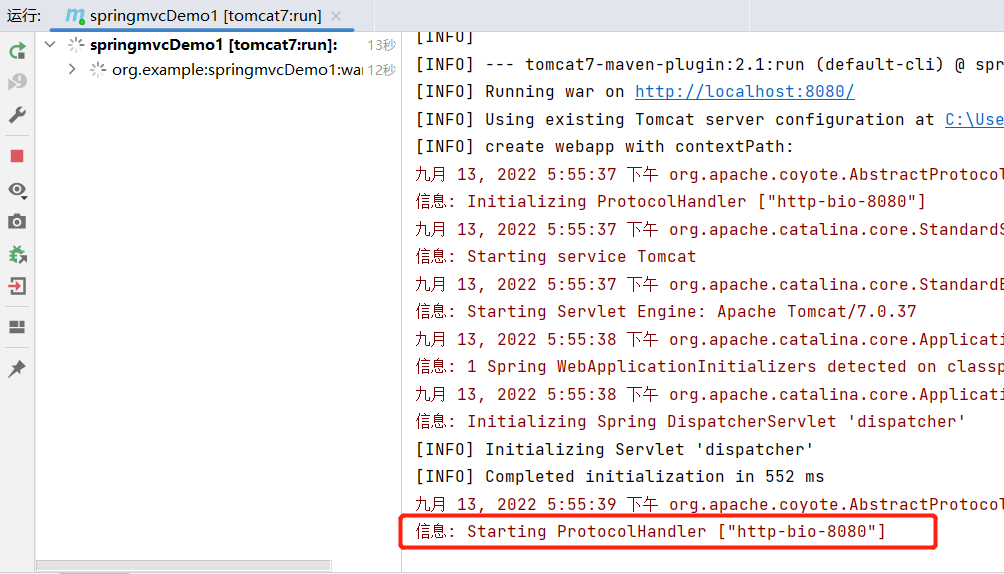 运行: springmvcDemo1 [tomcat7:run]
springmvcDemo1 [tomcat7:run]: 13秒
org.example:springmvcDemo1:wa 12秒
[INFO]
[INFO] --- tomcat7-maven-plugin:2.1:run (default-cli) @ spr
[INFO] Running war on http://localhost:8080/
[INFO] Using existing Tomcat server configuration at C:\Use
[INFO] create webapp with contextPath:
九月 13, 2022 5:55:37 下午 org.apache.coyote.AbstractProtocol
信息: Initializing ProtocolHandler ["http-bio-8080"]
九月 13, 2022 5:55:37 下午 org.apache.catalina.core.StandardS
信息: Starting service Tomcat
九月 13, 2022 5:55:37 下午 org.apache.catalina.core.StandardE
信息: Starting Servlet Engine: Apache Tomcat/7.0.37
九月 13, 2022 5:55:38 下午 org.apache.catalina.core.Applicati
信息: 1 Spring WebApplicationInitializers detected on classp
九月 13, 2022 5:55:38 下午 org.apache.catalina.core.Applicati
信息: Initializing Spring DispatcherServlet 'dispatcher'
[INFO] Initializing Servlet 'dispatcher'
[INFO] Completed initialization in 552 ms
九月 13, 2022 5:55:39 下午 org.apache.coyote.AbstractProtocol
信息: Starting ProtocolHandler ["http-bio-8080"]